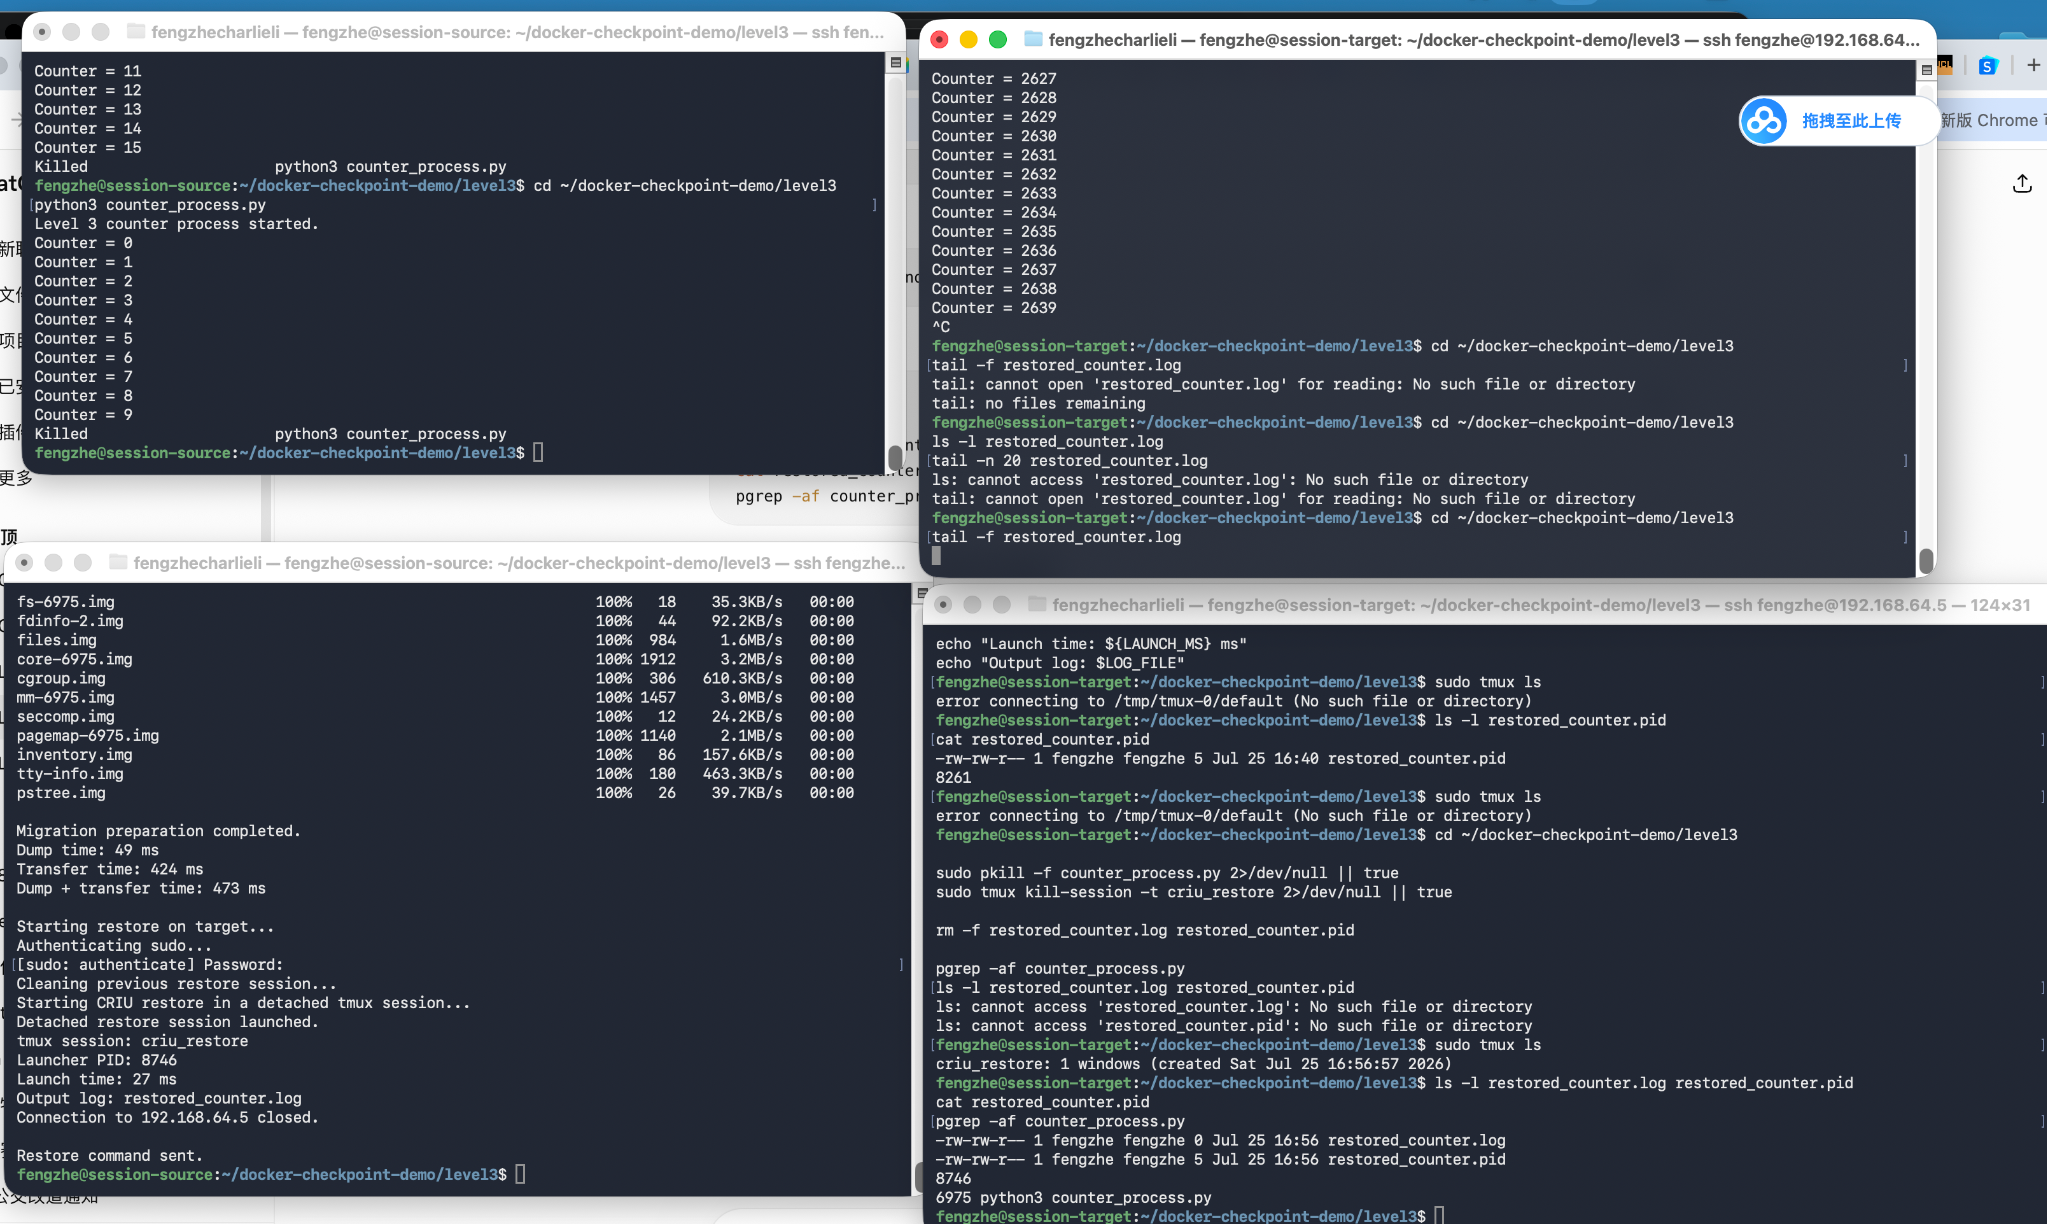 fengzhecharlieli — fengzhe@session-source: ~/docker-checkpoint-demo/level3 — ssh fen...
Counter = 11
Counter = 12
Counter = 13
Counter = 14
Counter = 15
Killed                     python3 counter_process.py
fengzhe@session-source:~/docker-checkpoint-demo/level3$ cd ~/docker-checkpoint-demo/level3
[python3 counter_process.py ]
Level 3 counter process started.
Counter = 0
Counter = 1
Counter = 2
Counter = 3
Counter = 4
Counter = 5
Counter = 6
Counter = 7
Counter = 8
Counter = 9
Killed                     python3 counter_process.py
fengzhe@session-source:~/docker-checkpoint-demo/level3$
fengzhecharlieli — fengzhe@session-target: ~/docker-checkpoint-demo/level3 — ssh fengzhe@192.168.64...
Counter = 2627
Counter = 2628
Counter = 2629
Counter = 2630
Counter = 2631
Counter = 2632
Counter = 2633
Counter = 2634
Counter = 2635
Counter = 2636
Counter = 2637
Counter = 2638
Counter = 2639
^C
fengzhe@session-target:~/docker-checkpoint-demo/level3$ cd ~/docker-checkpoint-demo/level3
[tail -f restored_counter.log ]
tail: cannot open 'restored_counter.log' for reading: No such file or directory
tail: no files remaining
fengzhe@session-target:~/docker-checkpoint-demo/level3$ cd ~/docker-checkpoint-demo/level3
ls -l restored_counter.log
[tail -n 20 restored_counter.log ]
ls: cannot access 'restored_counter.log': No such file or directory
tail: cannot open 'restored_counter.log' for reading: No such file or directory
fengzhe@session-target:~/docker-checkpoint-demo/level3$ cd ~/docker-checkpoint-demo/level3
[tail -f restored_counter.log ]
拖拽至此上传
新版 Chrome
pgrep -af counter_pr
更多
顶
fengzhecharlieli — fengzhe@session-source: ~/docker-checkpoint-demo/level3 — ssh fengzhe...
fs-6975.img 100% 18 35.3KB/s 00:00
fdinfo-2.img 100% 44 92.2KB/s 00:00
files.img 100% 984 1.6MB/s 00:00
core-6975.img 100% 1912 3.2MB/s 00:00
cgroup.img 100% 306 610.3KB/s 00:00
mm-6975.img 100% 1457 3.0MB/s 00:00
seccomp.img 100% 12 24.2KB/s 00:00
pagemap-6975.img 100% 1140 2.1MB/s 00:00
inventory.img 100% 86 157.6KB/s 00:00
tty-info.img 100% 180 463.3KB/s 00:00
pstree.img 100% 26 39.7KB/s 00:00
Migration preparation completed.
Dump time: 49 ms
Transfer time: 424 ms
Dump + transfer time: 473 ms
Starting restore on target...
Authenticating sudo...
[[sudo: authenticate] Password: ]
Cleaning previous restore session...
Starting CRIU restore in a detached tmux session...
Detached restore session launched.
tmux session: criu_restore
Launcher PID: 8746
Launch time: 27 ms
Output log: restored_counter.log
Connection to 192.168.64.5 closed.
Restore command sent.
fengzhe@session-source:~/docker-checkpoint-demo/level3$
fengzhecharlieli — fengzhe@session-target: ~/docker-checkpoint-demo/level3 — ssh fengzhe@192.168.64.5 — 124×31
echo "Launch time: ${LAUNCH_MS} ms"
echo "Output log: $LOG_FILE"
[fengzhe@session-target:~/docker-checkpoint-demo/level3$ sudo tmux ls ]
error connecting to /tmp/tmux-0/default (No such file or directory)
fengzhe@session-target:~/docker-checkpoint-demo/level3$ ls -l restored_counter.pid
[cat restored_counter.pid ]
-rw-rw-r-- 1 fengzhe fengzhe 5 Jul 25 16:40 restored_counter.pid
8261
[fengzhe@session-target:~/docker-checkpoint-demo/level3$ sudo tmux ls ]
error connecting to /tmp/tmux-0/default (No such file or directory)
fengzhe@session-target:~/docker-checkpoint-demo/level3$ cd ~/docker-checkpoint-demo/level3
sudo pkill -f counter_process.py 2>/dev/null || true
sudo tmux kill-session -t criu_restore 2>/dev/null || true
rm -f restored_counter.log restored_counter.pid
pgrep -af counter_process.py
[ls -l restored_counter.log restored_counter.pid ]
ls: cannot access 'restored_counter.log': No such file or directory
ls: cannot access 'restored_counter.pid': No such file or directory
[fengzhe@session-target:~/docker-checkpoint-demo/level3$ sudo tmux ls ]
criu_restore: 1 windows (created Sat Jul 25 16:56:57 2026)
fengzhe@session-target:~/docker-checkpoint-demo/level3$ ls -l restored_counter.log restored_counter.pid
cat restored_counter.pid
[pgrep -af counter_process.py ]
-rw-rw-r-- 1 fengzhe fengzhe 0 Jul 25 16:56 restored_counter.log
-rw-rw-r-- 1 fengzhe fengzhe 5 Jul 25 16:56 restored_counter.pid
8746
6975 python3 counter_process.py
fengzhe@session-target:~/docker-checkpoint-demo/level3$